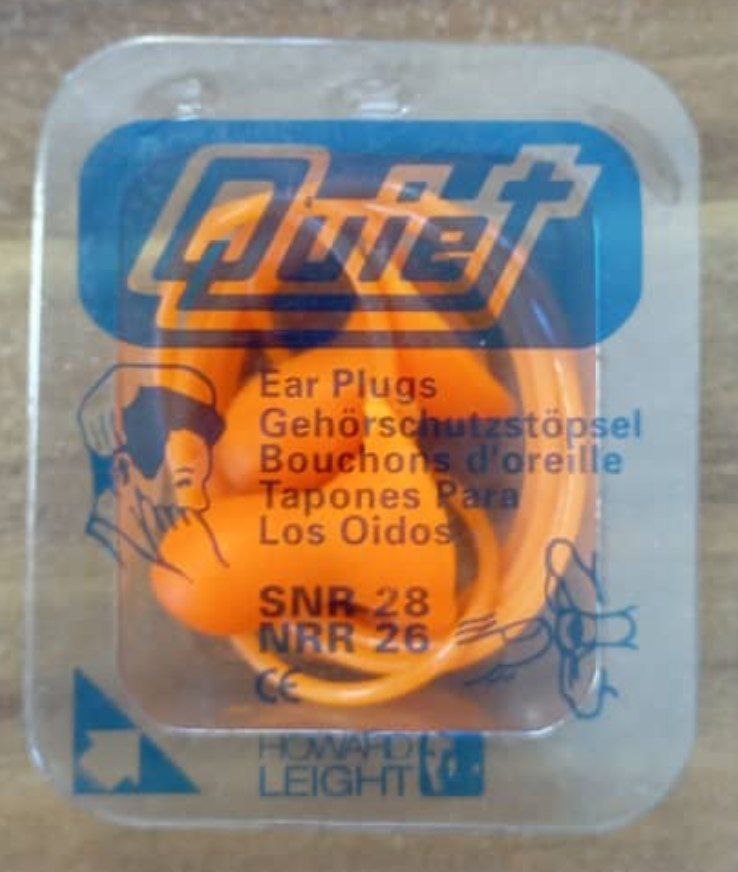 Quiet
Ear Plugs
Gehörschutzstöpsel
Bouchons d'oreille
Tapones Para
Los Oidos
SNR 28
NRR 26
CE
HOWARD
LEIGHT